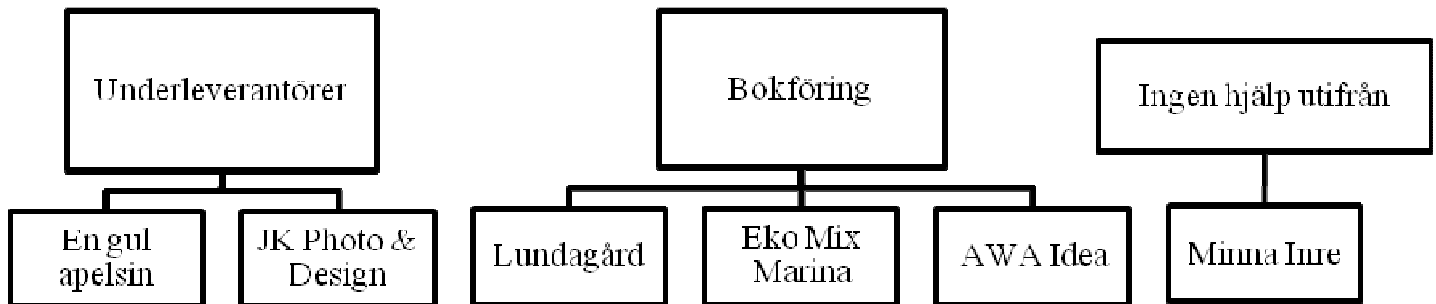 Underleverantörer
Bokföring
Ingen hjälp utifrån
En gul
apelsin
JK Photo &
Design
Lundagård
Eko Mix
Marina
AWA Idea
Minna Inre